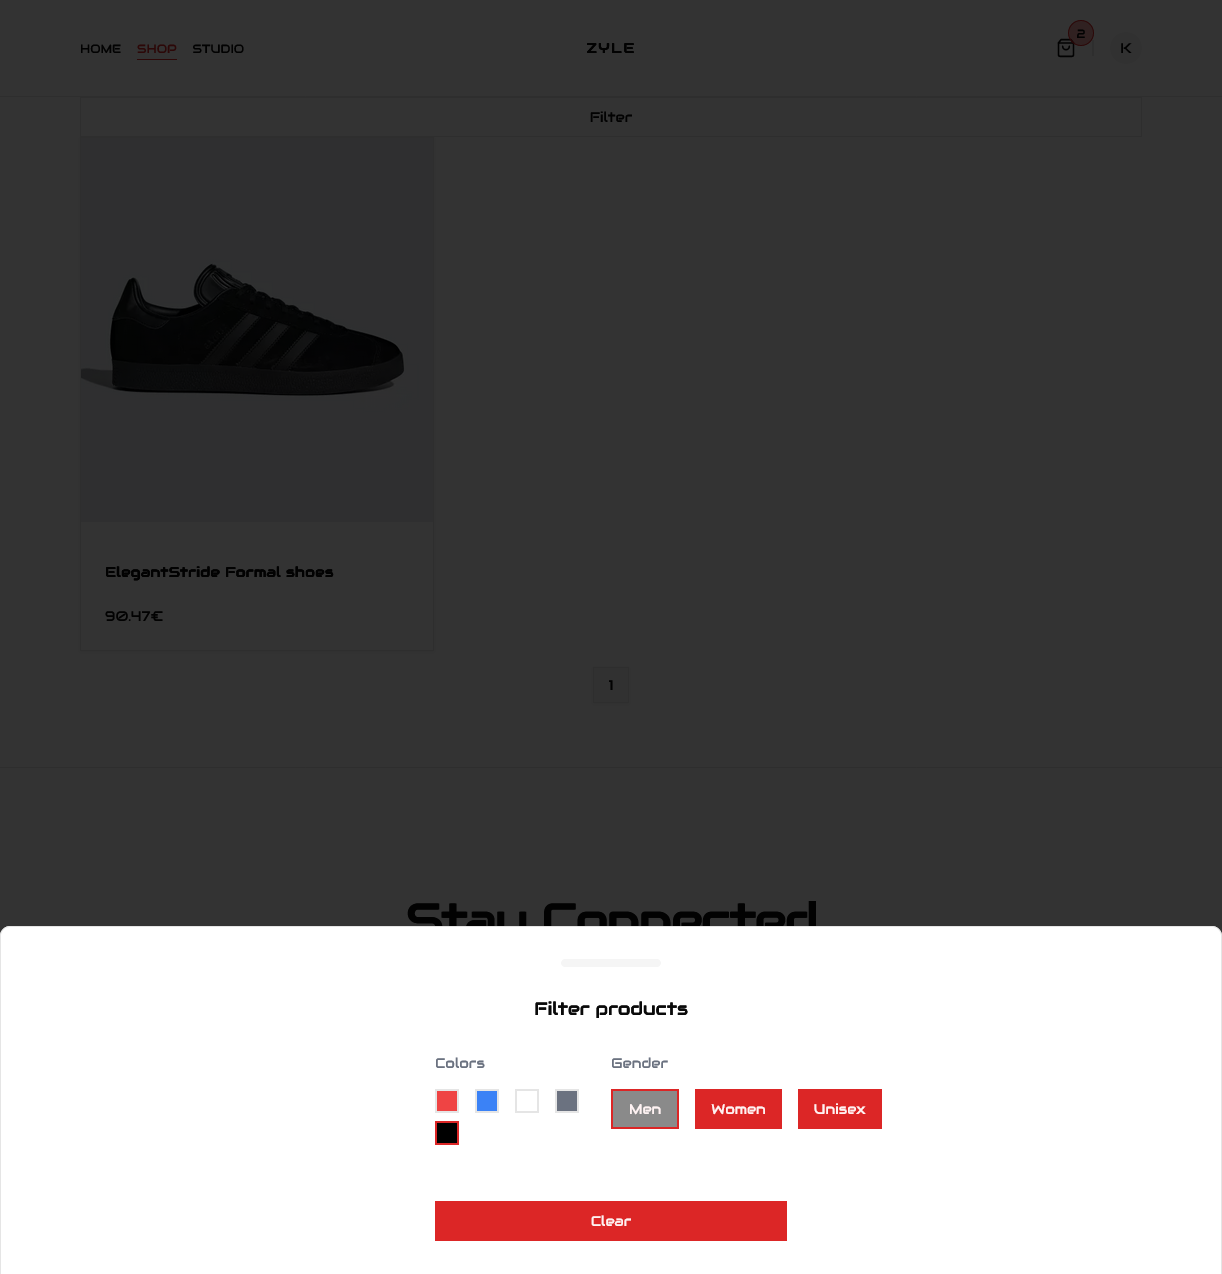 HOME SHOP STUDIO
ZYLE
2
K
Filter
ElegantStride Formal shoes
90.47€
1
Stay Connected
Filter products
Colors
Gender
Men
Women
Unisex
Clear